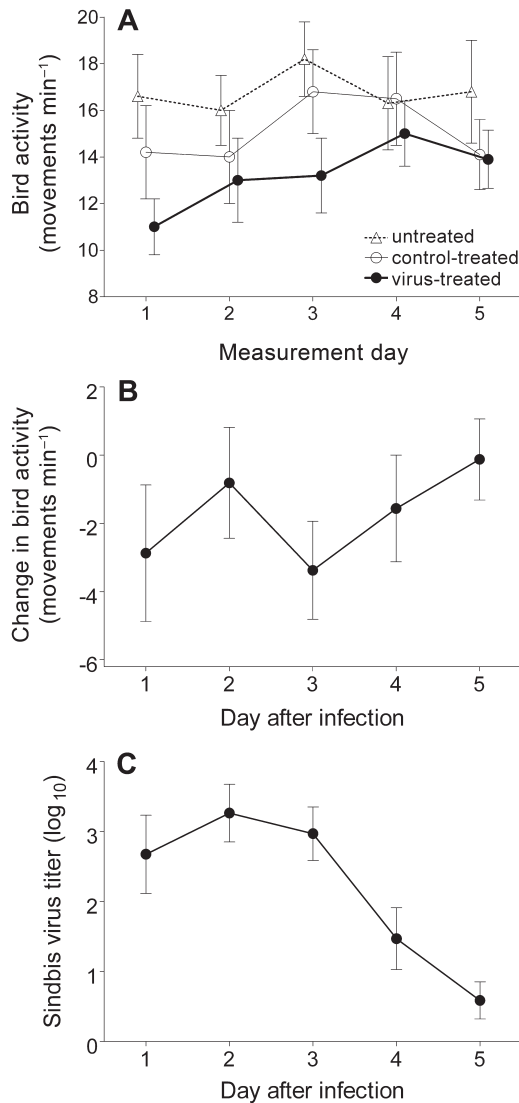 A
Bird activity
(movements min⁻¹)
20
18
16
14
12
10
8
untreated
control-treated
virus-treated
1 2 3 4 5
Measurement day
B
Change in bird activity
(movements min⁻¹)
2
0
-2
-4
-6
1 2 3 4 5
Day after infection
C
Sindbis virus titer (log₁₀)
4
3
2
1
0
1 2 3 4 5
Day after infection